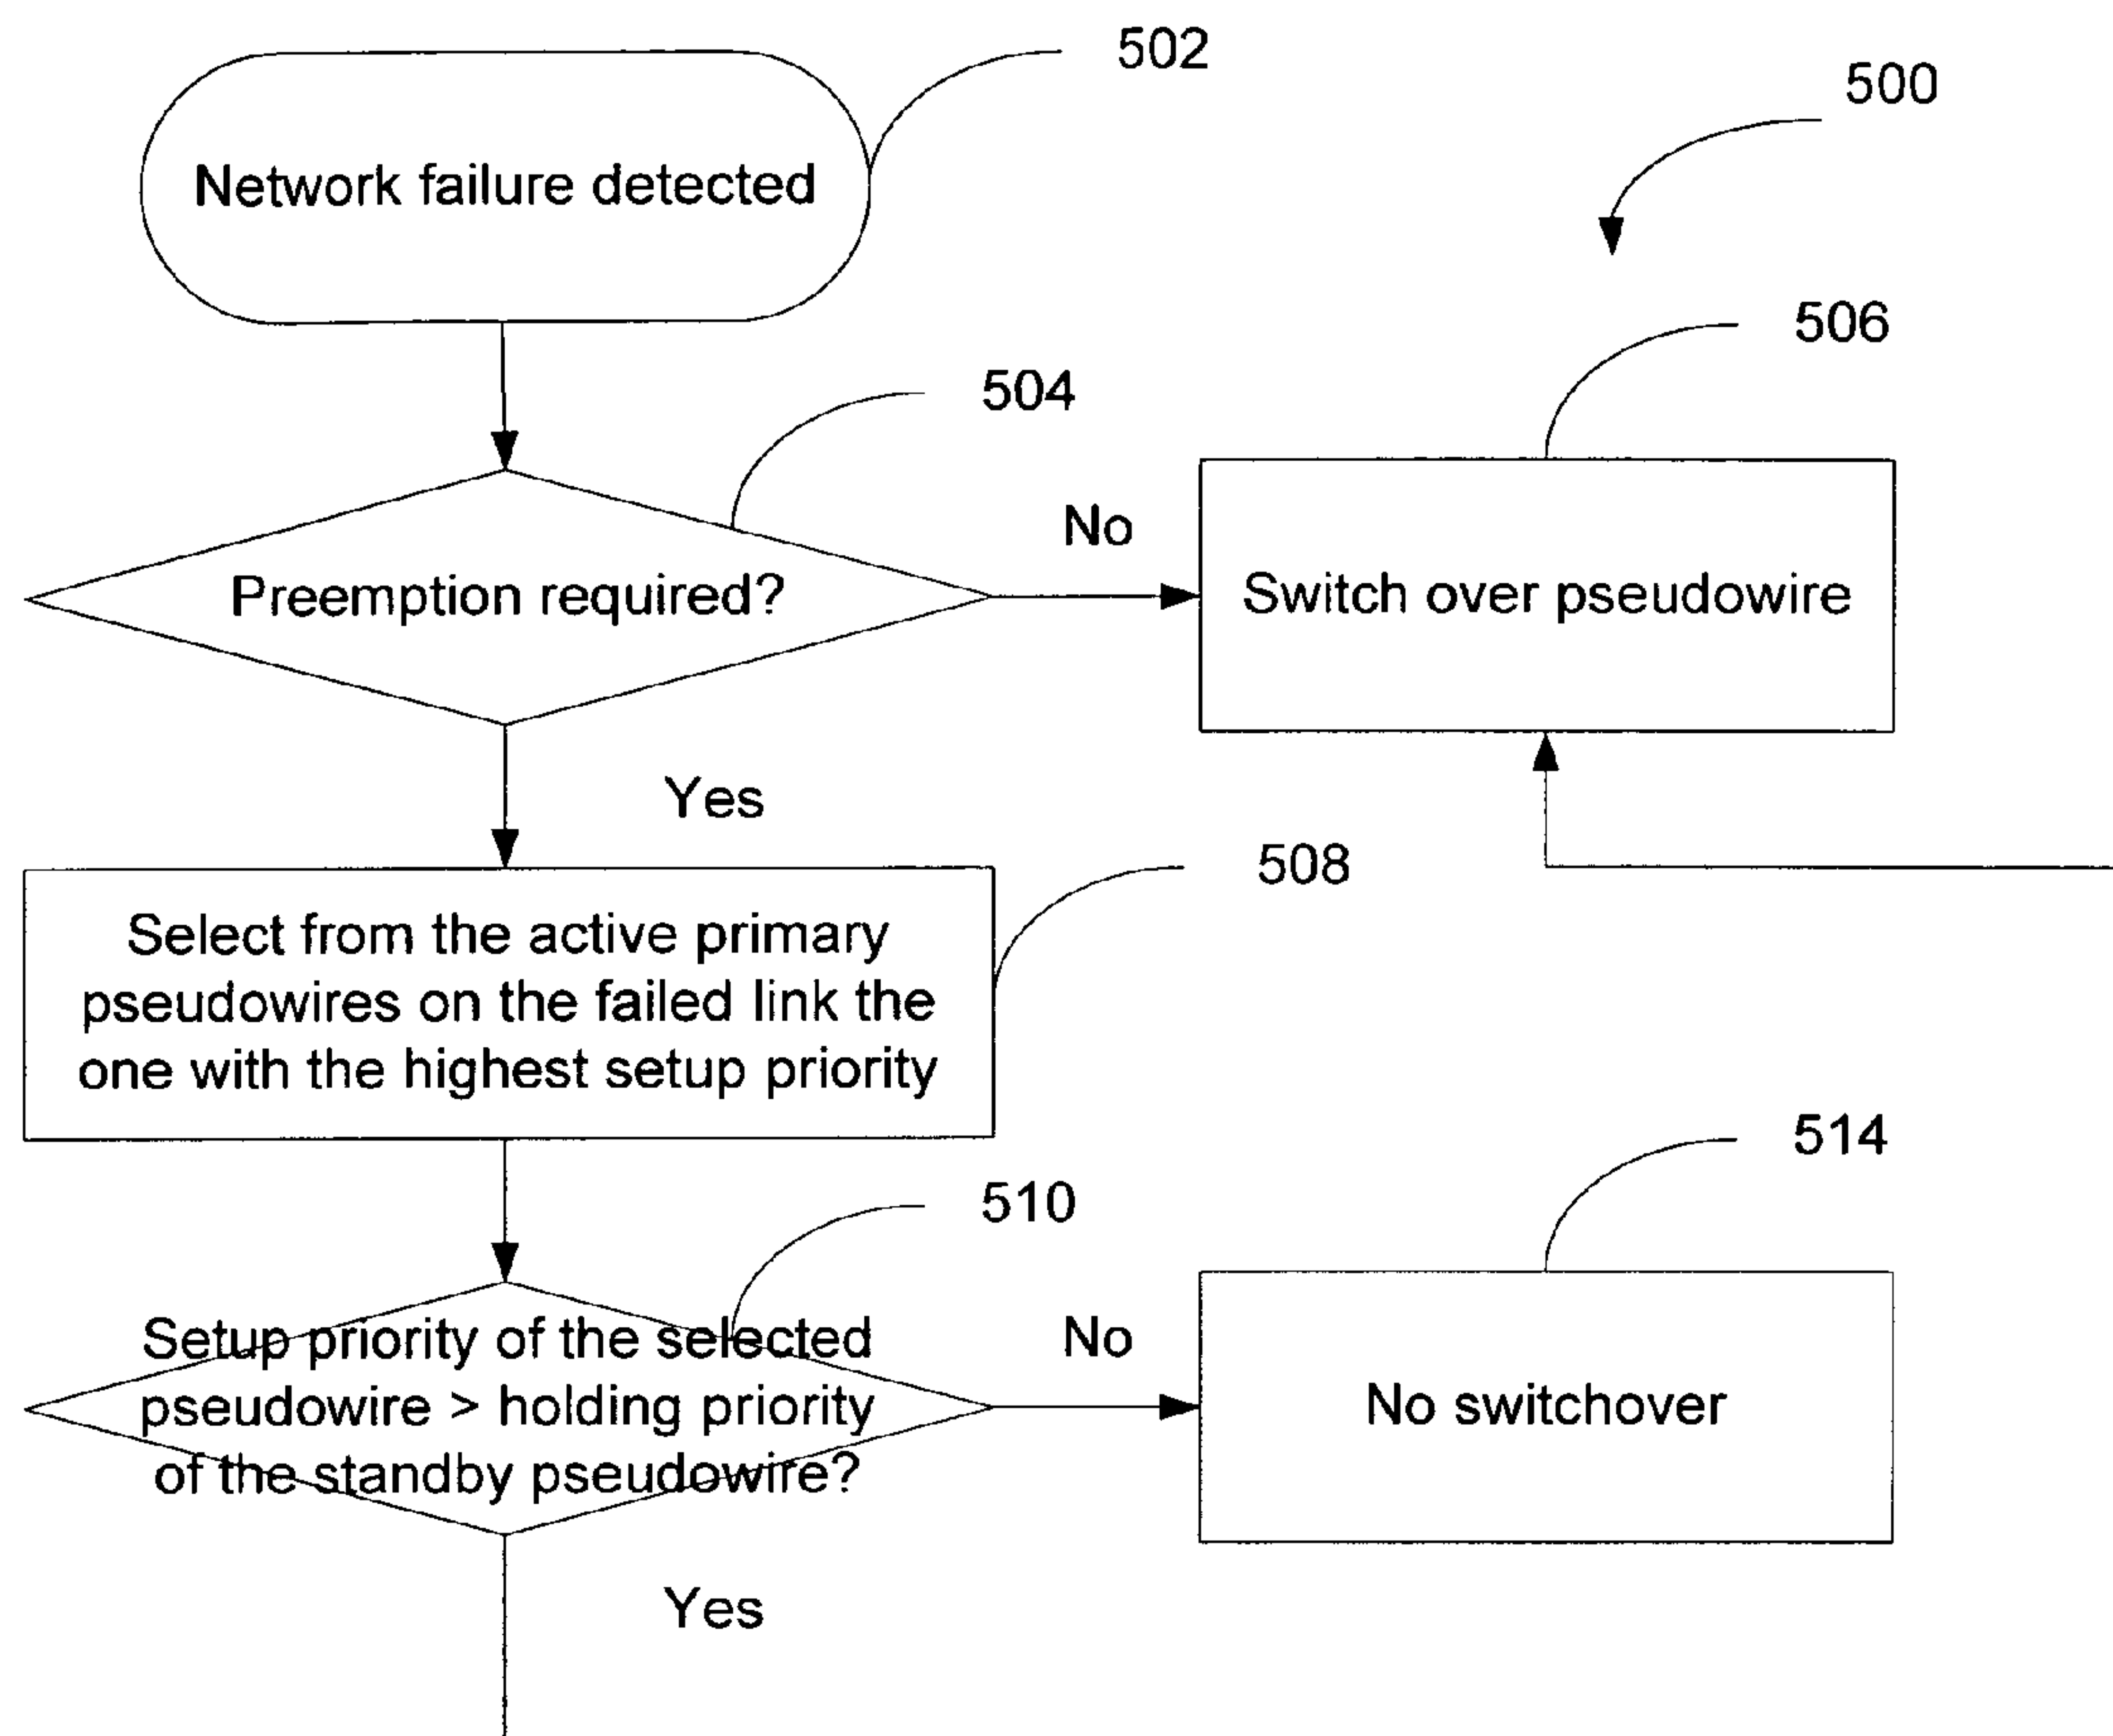 502
500
Network failure detected
506
504
No
Preemption required?
Switch over pseudowire
Yes
508
Select from the active primary
pseudowires on the failed link the
one with the highest setup priority
514
510
Setup priority of the selected
pseudowire > holding priority
of the standby pseudowire?
No
No switchover
Yes